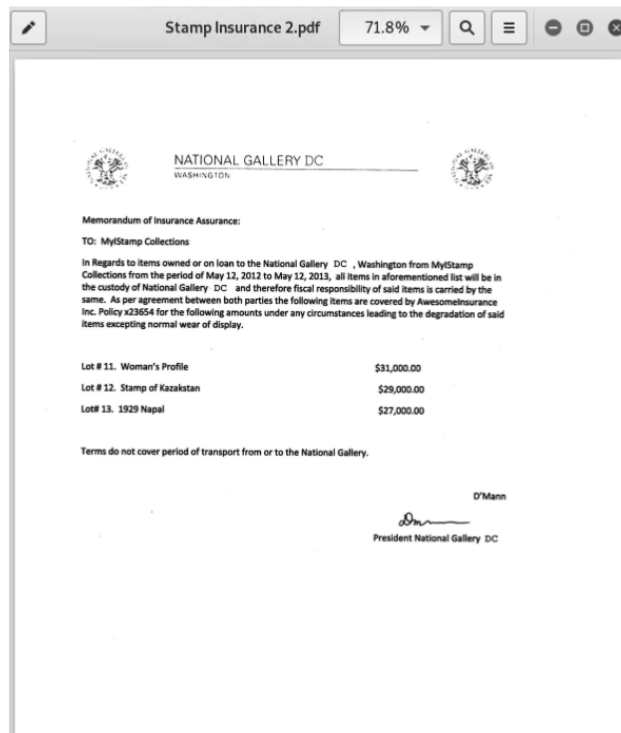 Stamp Insurance 2.pdf
71.8%
NATIONAL GALLERY DC
WASHINGTON
Memorandum of Insurance Assurance:
TO: MyIStamp Collections
In Regards to items owned or on loan to the National Gallery DC , Washington from MyIStamp
Collections from the period of May 12, 2012 to May 12, 2013, all items in aforementioned list will be in
the custody of National Gallery DC and therefore fiscal responsibility of said items is carried by the
same. As per agreement between both parties the following items are covered by AwesomeInsurance
Inc. Policy x23654 for the following amounts under any circumstances leading to the degradation of said
items excepting normal wear of display.
Lot # 11. Woman's Profile $31,000.00
Lot # 12. Stamp of Kazakstan $29,000.00
Lot# 13. 1929 Napal $27,000.00
Terms do not cover period of transport from or to the National Gallery.
D'Mann
President National Gallery DC